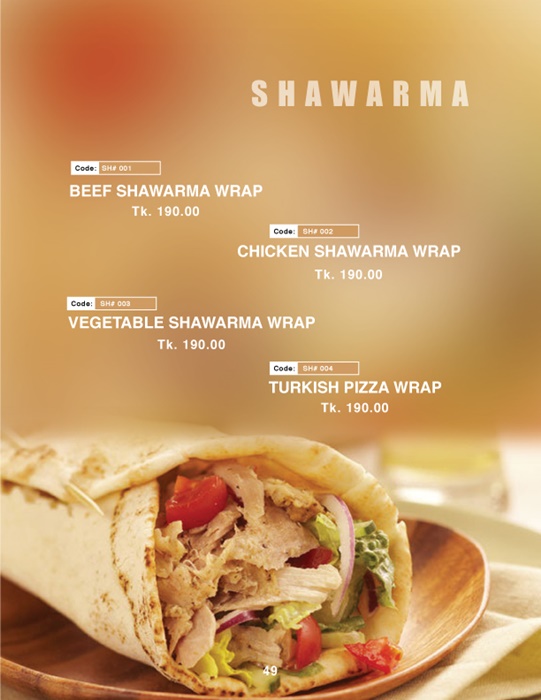 SHAWARMA
Code: SH# 001
BEEF SHAWARMA WRAP
Tk. 190.00
Code: SH# 002
CHICKEN SHAWARMA WRAP
Tk. 190.00
Code: SH# 003
VEGETABLE SHAWARMA WRAP
Tk. 190.00
Code: SH# 004
TURKISH PIZZA WRAP
Tk. 190.00
49